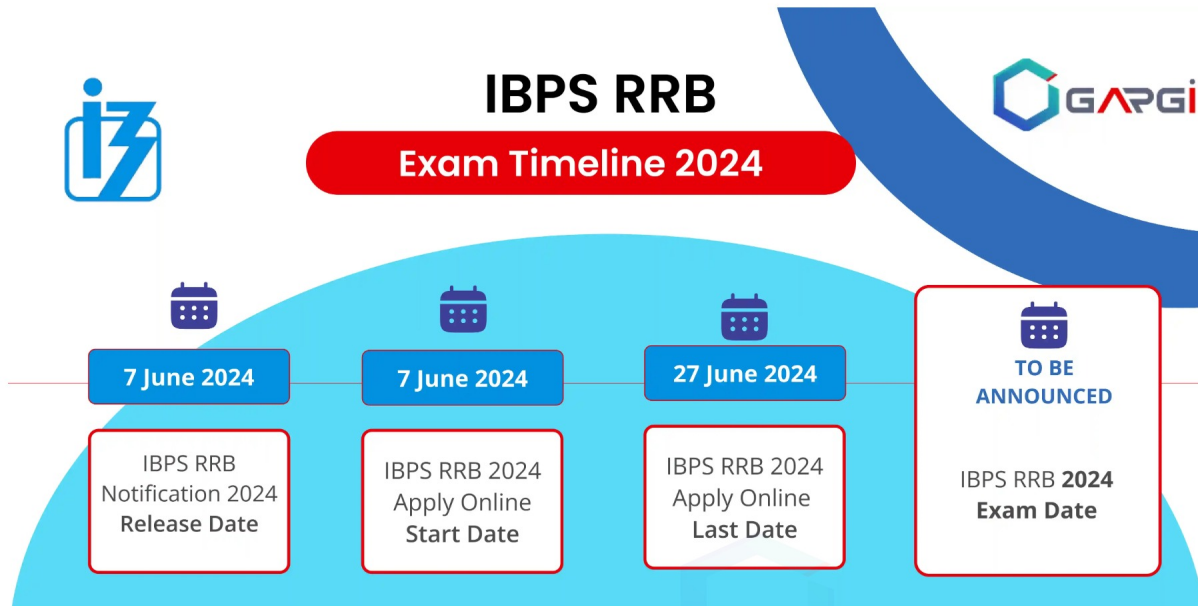 IBPS RRB
Exam Timeline 2024
GARGI
7 June 2024
IBPS RRB
Notification 2024
Release Date
7 June 2024
IBPS RRB 2024
Apply Online
Start Date
27 June 2024
IBPS RRB 2024
Apply Online
Last Date
TO BE
ANNOUNCED
IBPS RRB 2024
Exam Date